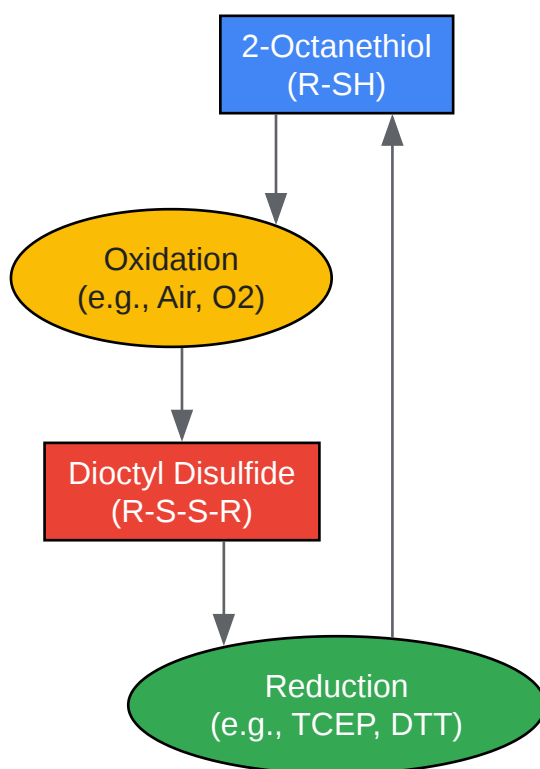 2-Octanethiol
(R-SH)
Oxidation
(e.g., Air, O2)
Dioctyl Disulfide
(R-S-S-R)
Reduction
(e.g., TCEP, DTT)